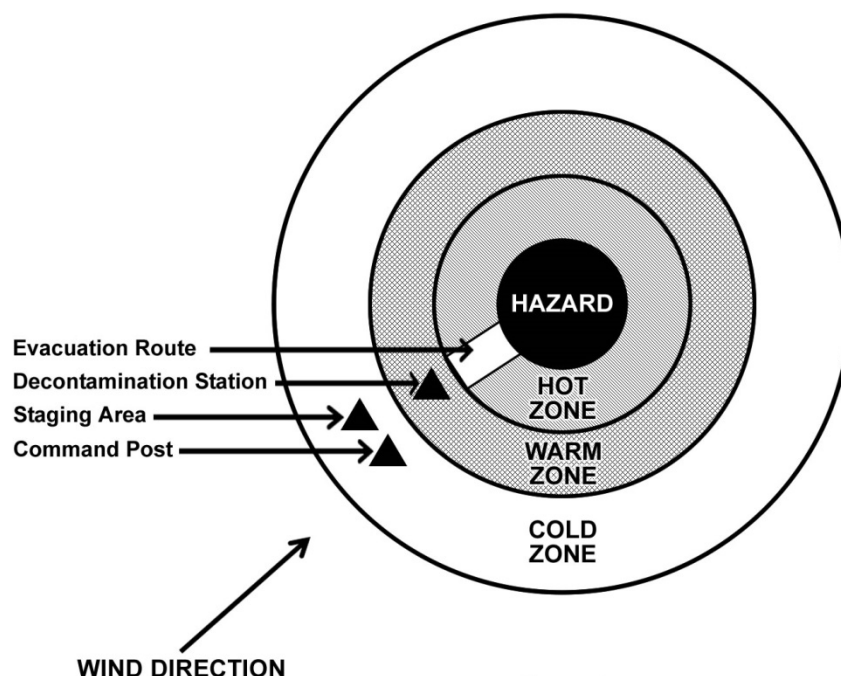 HAZARD
Evacuation Route
Decontamination Station
Staging Area
Command Post
HOT
ZONE
WARM
ZONE
COLD
ZONE
WIND DIRECTION